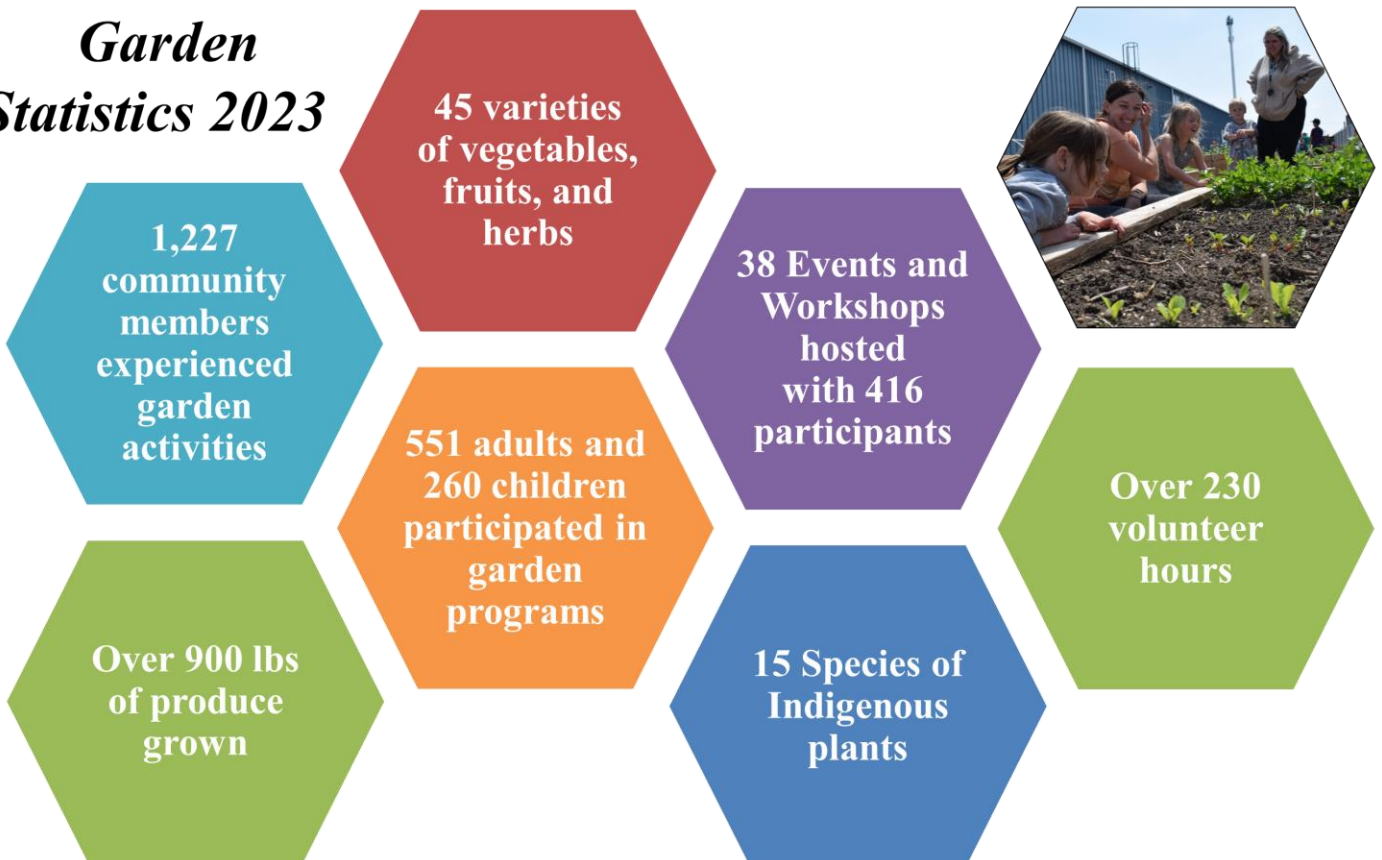 Garden
Statistics 2023
45 varieties
of vegetables,
fruits, and
herbs
1,227
community
members
experienced
garden
activities
38 Events and
Workshops
hosted
with 416
participants
551 adults and
260 children
participated in
garden
programs
Over 230
volunteer
hours
Over 900 lbs
of produce
grown
15 Species of
Indigenous
plants